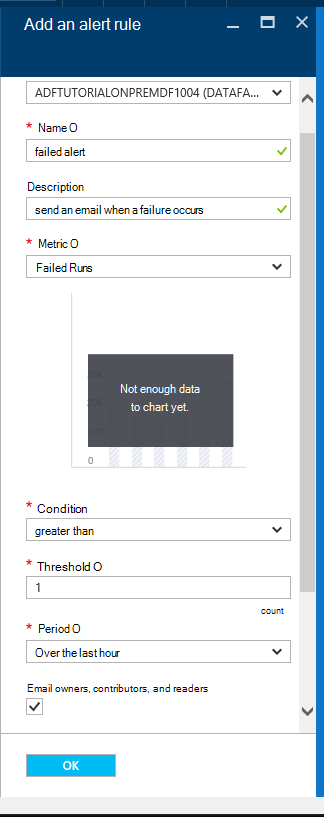 Add an alert rule
ADFTUTORIALONPREMDF1004 (DATAFA...
* Name O
failed alert
Description
send an email when a failure occurs
* Metric O
Failed Runs
Not enough data
to chart yet.
0
* Condition
greater than
* Threshold O
1
count
* Period O
Over the last hour
Email owners, contributors, and readers
OK